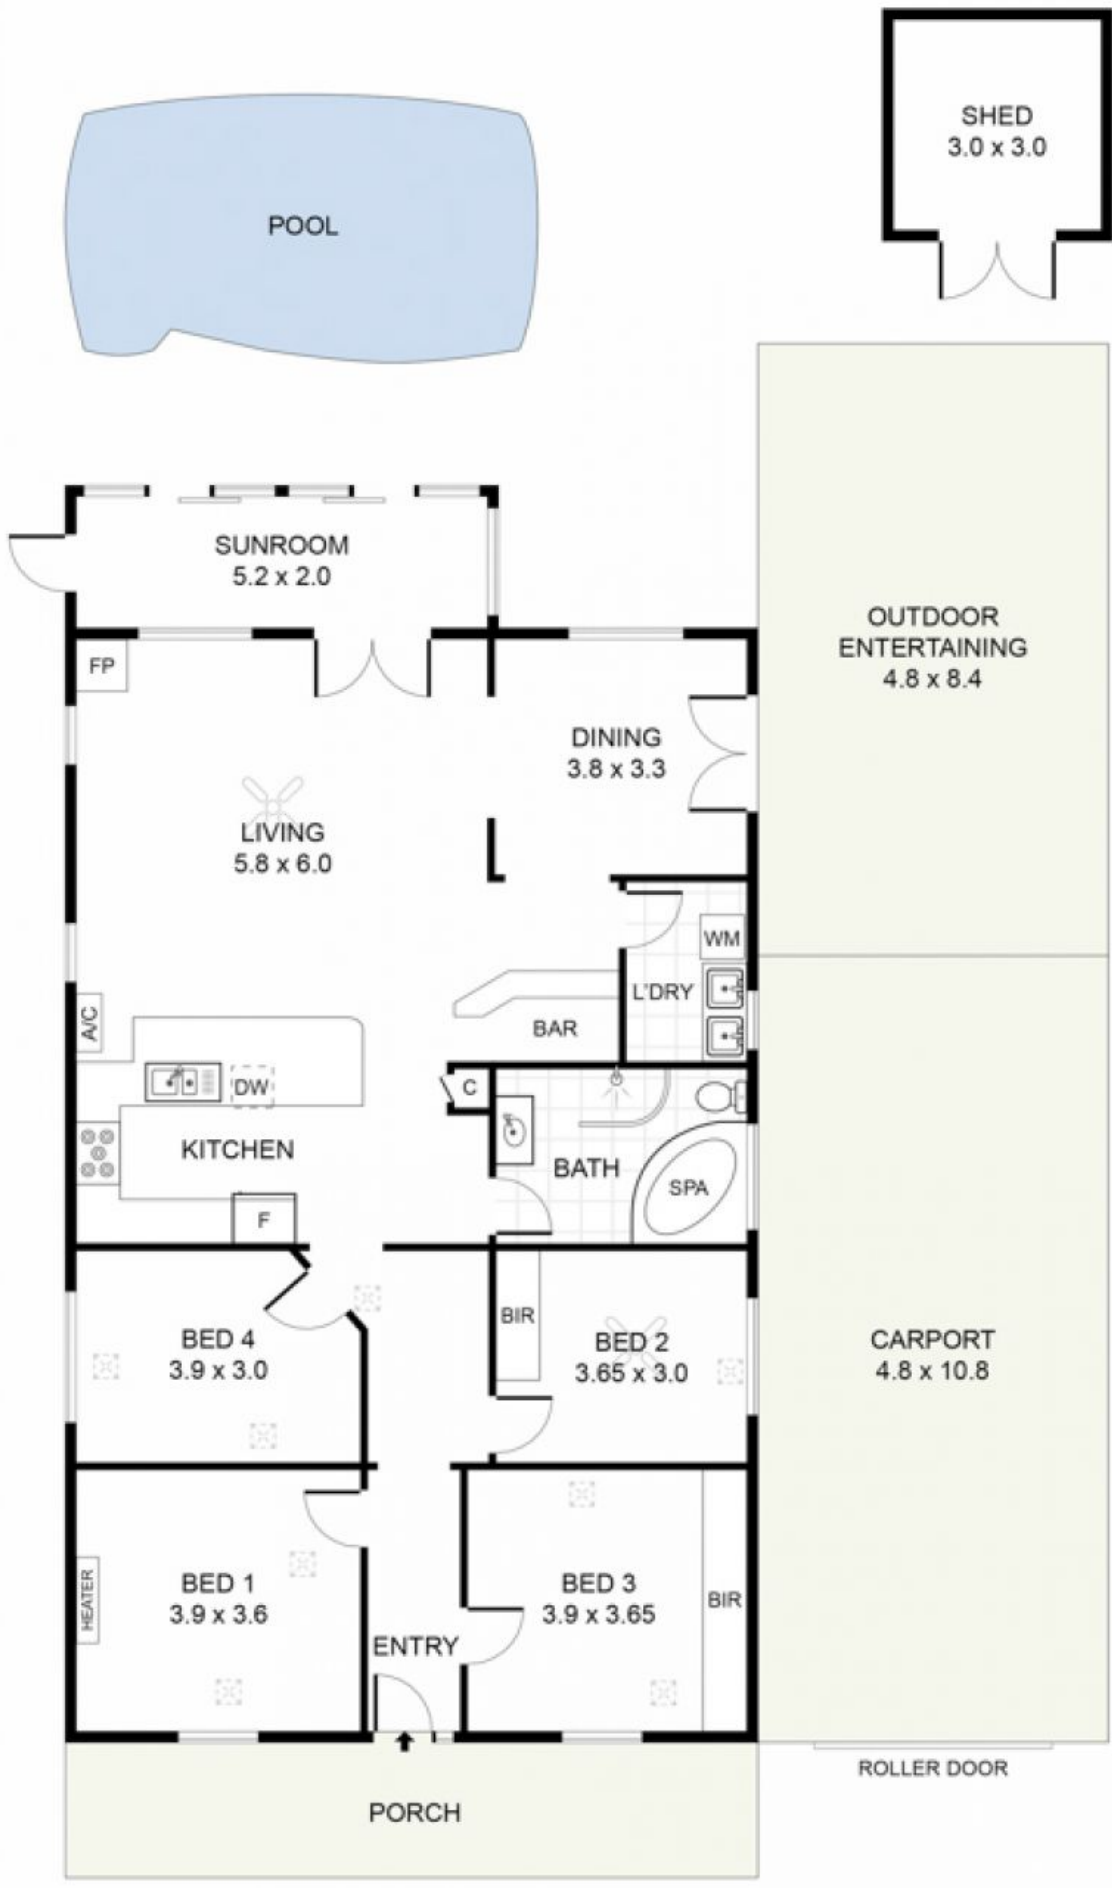 SHED
3.0 x 3.0
POOL
SUNROOM
5.2 x 2.0
OUTDOOR
ENTERTAINING
4.8 x 8.4
FP
DINING
3.8 x 3.3
LIVING
5.8 x 6.0
WM
L'DRY
A/C
BAR
DW
C
KITCHEN
BATH
SPA
F
BIR
BED 4
3.9 x 3.0
BED 2
3.65 x 3.0
CARPORT
4.8 x 10.8
HEATER
BED 1
3.9 x 3.6
BED 3
3.9 x 3.65
BIR
ENTRY
ROLLER DOOR
PORCH